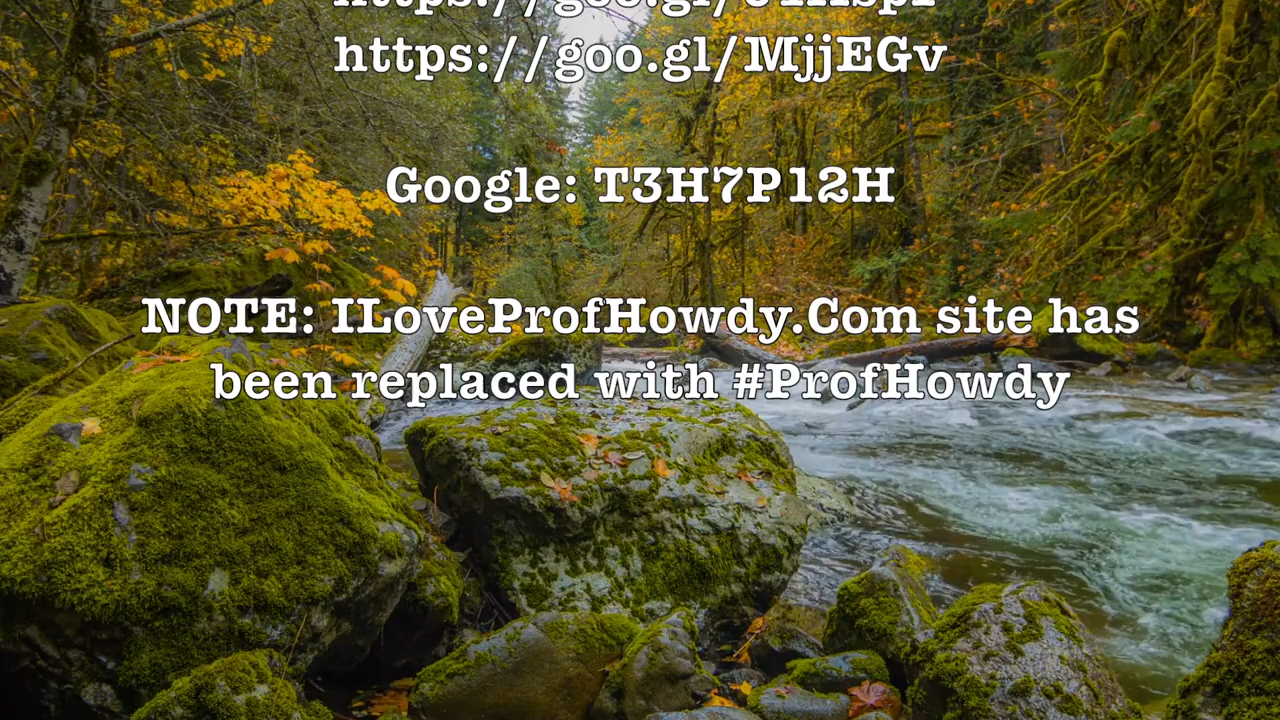 https://goo.gl/MjjEGv
Google: T3H7P12H
NOTE: ILoveProfHowdy.Com site has
been replaced with #ProfHowdy